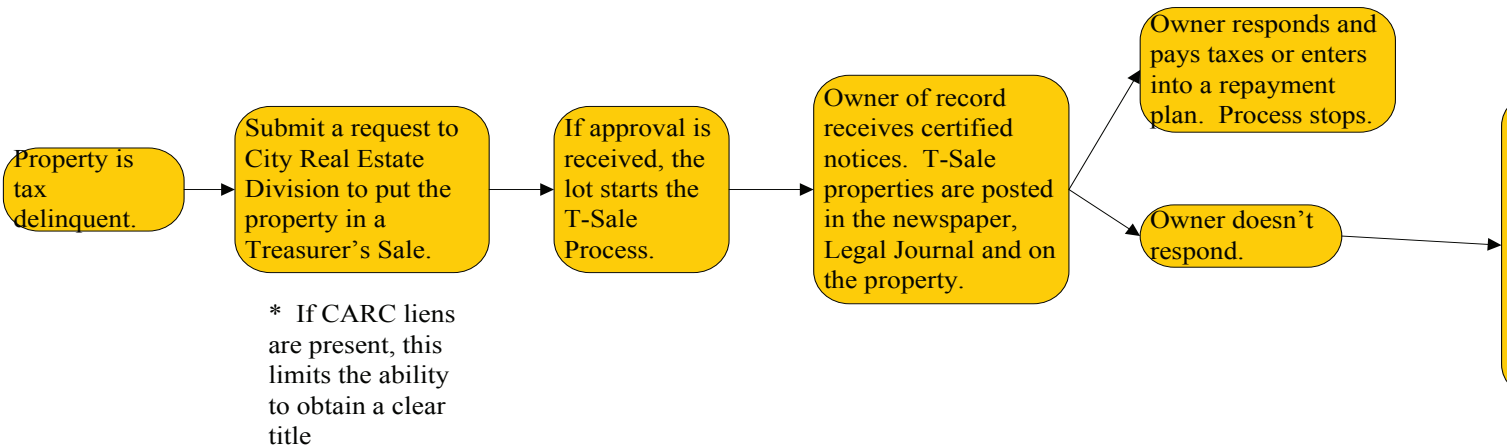 Property is
tax
delinquent.
Submit a request to
City Real Estate
Division to put the
property in a
Treasurer’s Sale.
* If CARC liens
are present, this
limits the ability
to obtain a clear
title
If approval is
received, the
lot starts the
T-Sale
Process.
Owner of record
receives certified
notices. T-Sale
properties are posted
in the newspaper,
Legal Journal and on
the property.
Owner responds and
pays taxes or enters
into a repayment
plan. Process stops.
Owner doesn’t
respond.